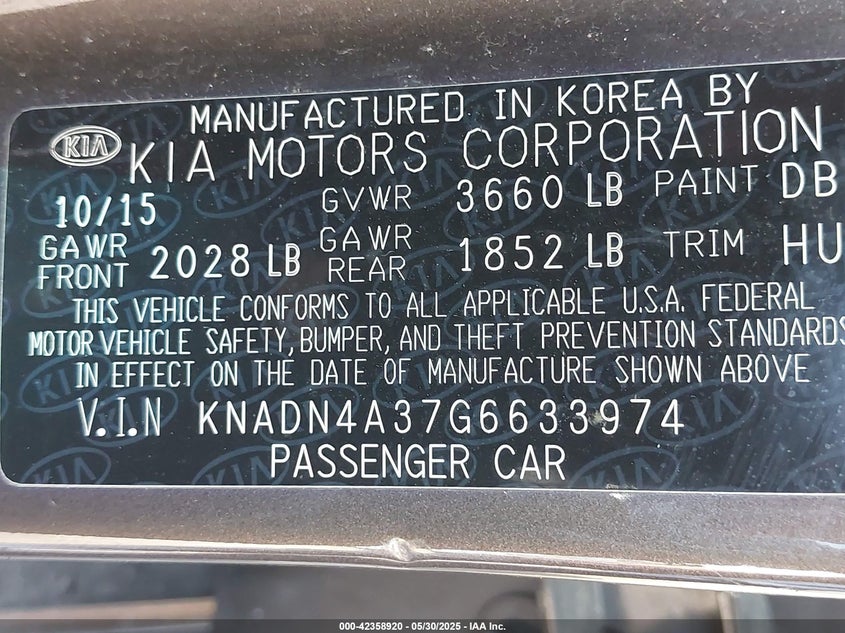 MANUFACTURED IN KOREA BY
KIA KIA MOTORS CORPORATION
10/15 GVWR 3660 LB PAINT DB
GAWR FRONT 2028 LB GAWR REAR 1852 LB TRIM HU
THIS VEHICLE CONFORMS TO ALL APPLICABLE U.S.A. FEDERAL
MOTOR VEHICLE SAFETY, BUMPER, AND THEFT PREVENTION STANDARDS
IN EFFECT ON THE DATE OF MANUFACTURE SHOWN ABOVE
V.I.N KNADN4A37G6633974
PASSENGER CAR
000-42358920 - 05/30/2025 - IAA Inc.